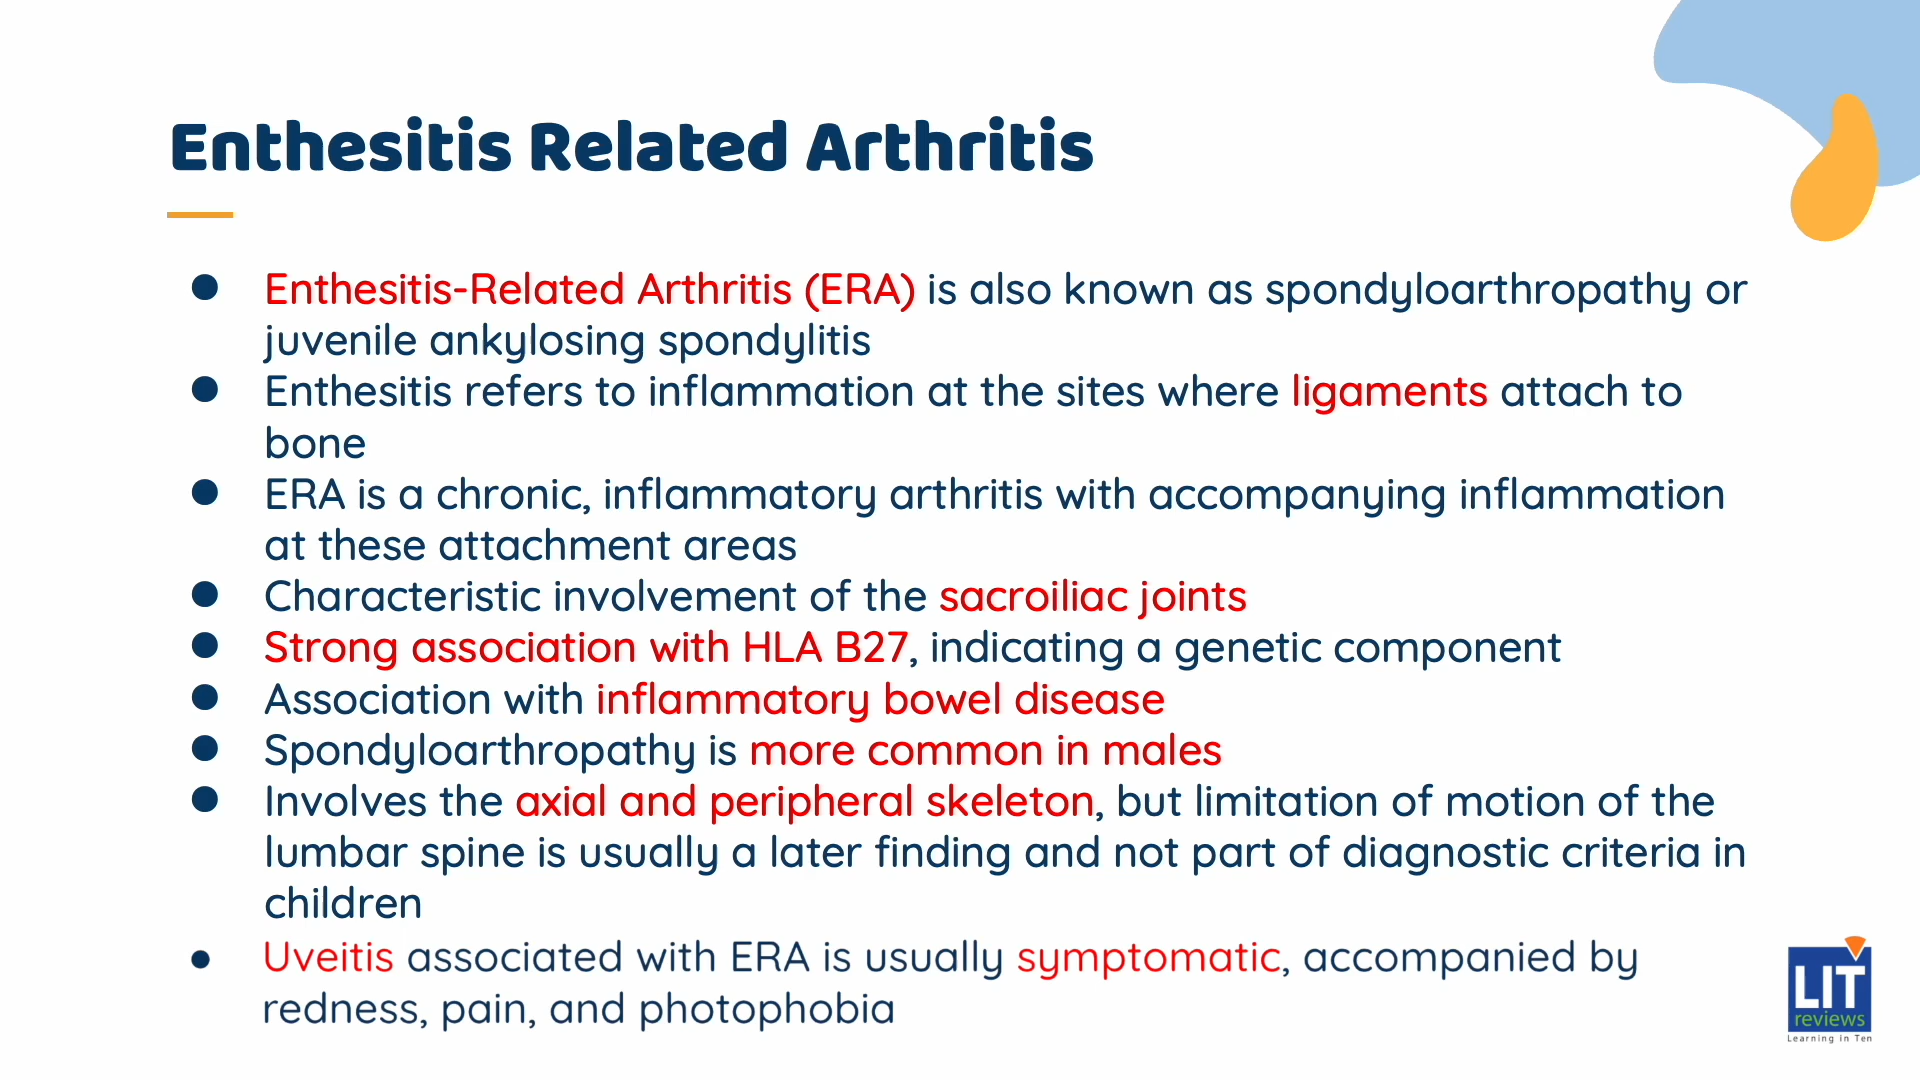 Enthesitis Related Arthritis
● Enthesitis-Related Arthritis (ERA) is also known as spondyloarthropathy or
juvenile ankylosing spondylitis
● Enthesitis refers to inflammation at the sites where ligaments attach to
bone
● ERA is a chronic, inflammatory arthritis with accompanying inflammation
at these attachment areas
● Characteristic involvement of the sacroiliac joints
● Strong association with HLA B27, indicating a genetic component
● Association with inflammatory bowel disease
● Spondyloarthropathy is more common in males
● Involves the axial and peripheral skeleton, but limitation of motion of the
lumbar spine is usually a later finding and not part of diagnostic criteria in
children
● Uveitis associated with ERA is usually symptomatic, accompanied by
redness, pain, and photophobia
LIT
reviews
Learning in Ten